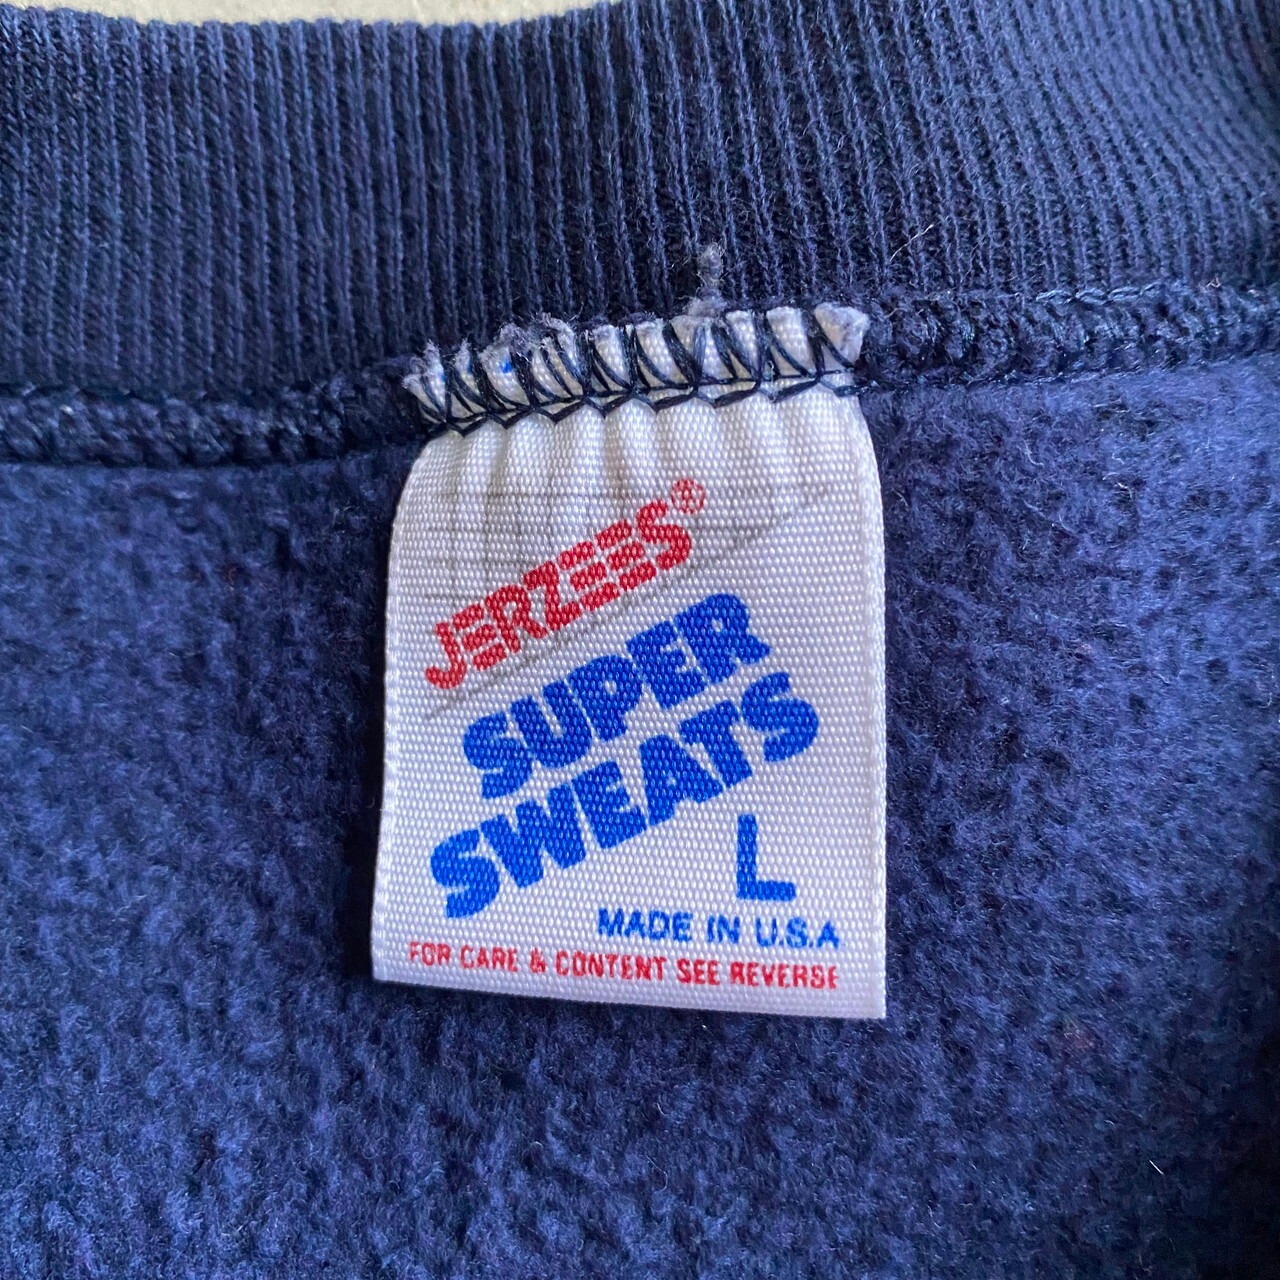 JERZEES®
SUPER
SWEATS
L
MADE IN U.S.A
FOR CARE & CONTENT SEE REVERSE